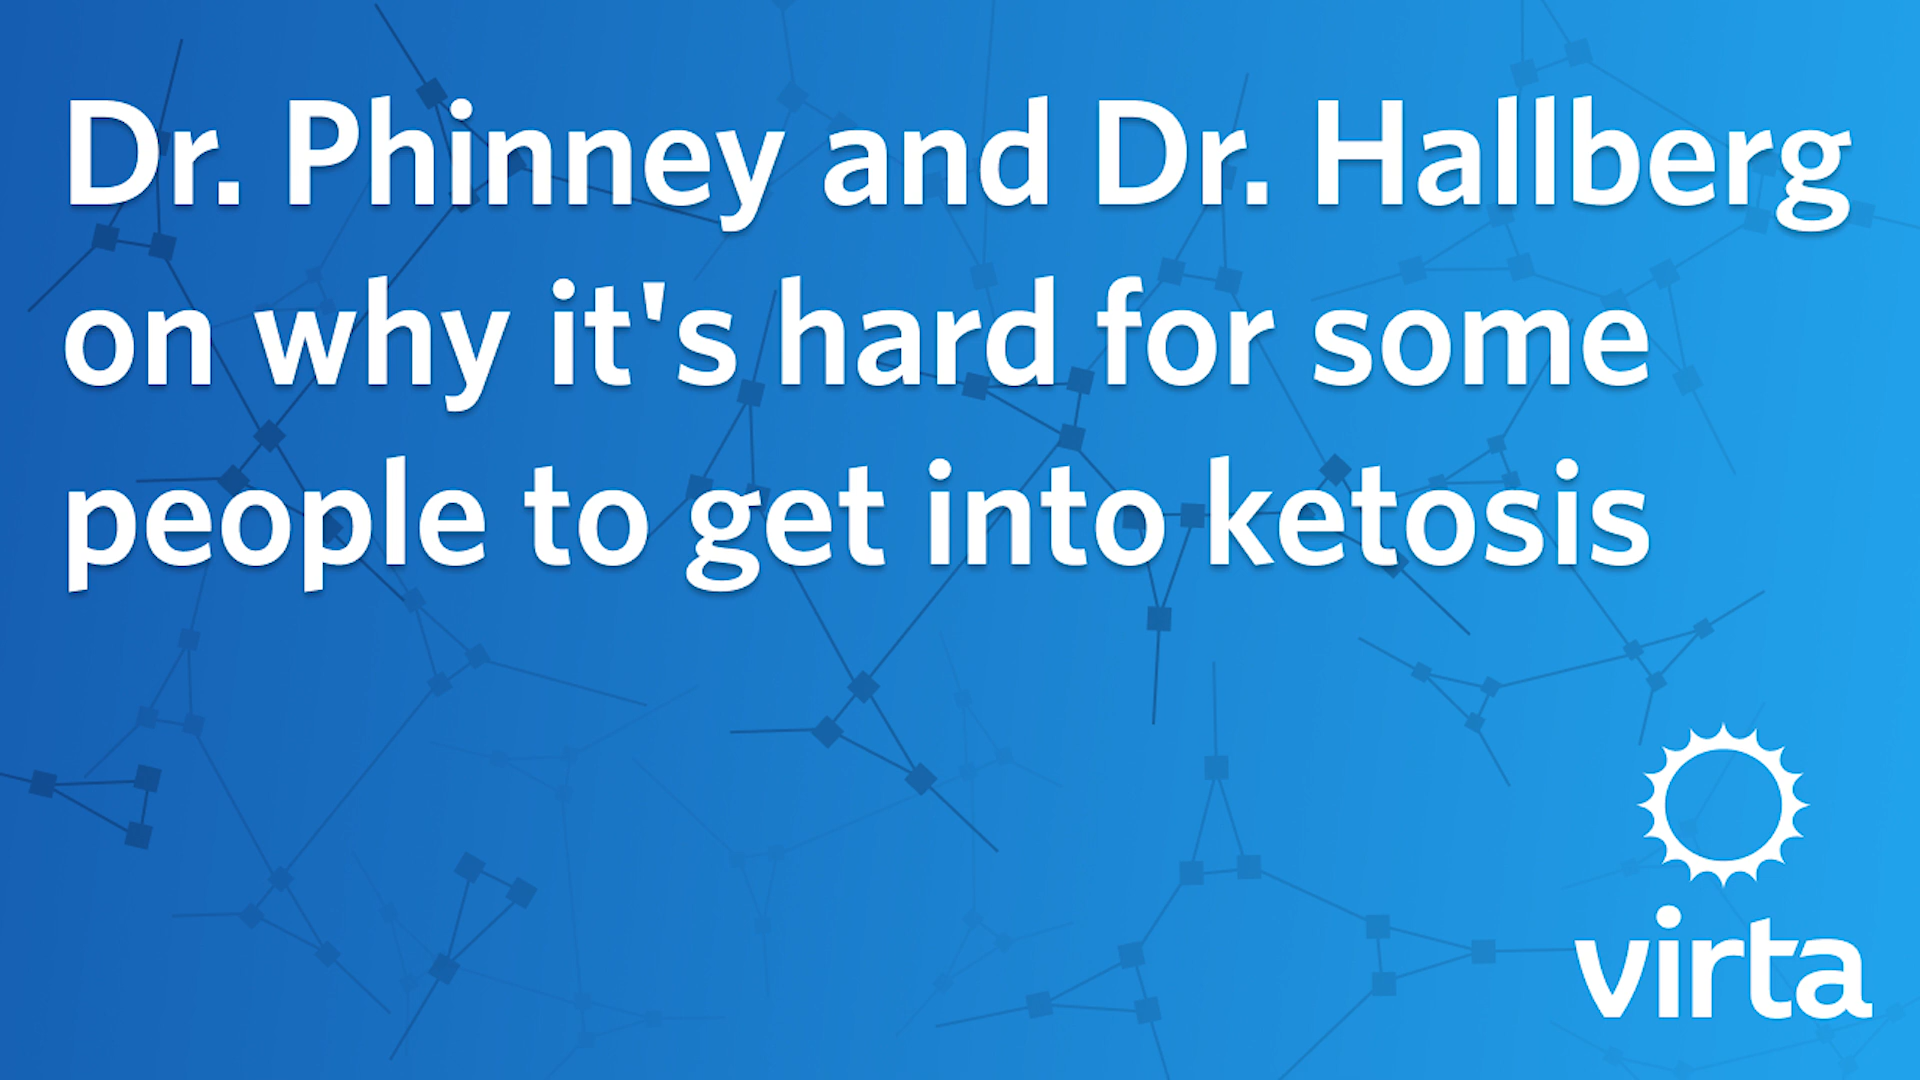 Dr. Phinney and Dr. Hallberg
on why it's hard for some
people to get into ketosis
virta